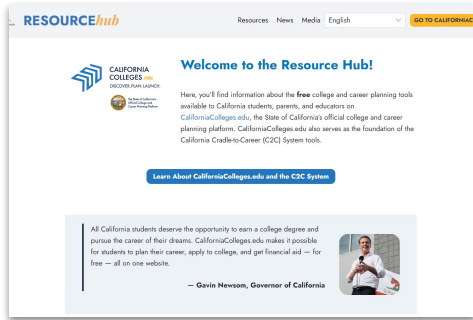 RESOURCEhub
Resources News Media English
GO TO CALIFORNIAC
CALIFORNIA
COLLEGES.edu
DISCOVER. PLAN. LAUNCH.
The State of California's
Official College and
Career Planning Platform
Welcome to the Resource Hub!
Here, you'll find information about the free college and career planning tools
available to California students, parents, and educators on
CaliforniaColleges.edu, the State of California's official college and career
planning platform. CaliforniaColleges.edu also serves as the foundation of the
California Cradle-to-Career (C2C) System tools.
Learn About CaliforniaColleges.edu and the C2C System
All California students deserve the opportunity to earn a college degree and
pursue the career of their dreams. CaliforniaColleges.edu makes it possible
for students to plan their career, apply to college, and get financial aid — for
free — all on one website.
— Gavin Newsom, Governor of California